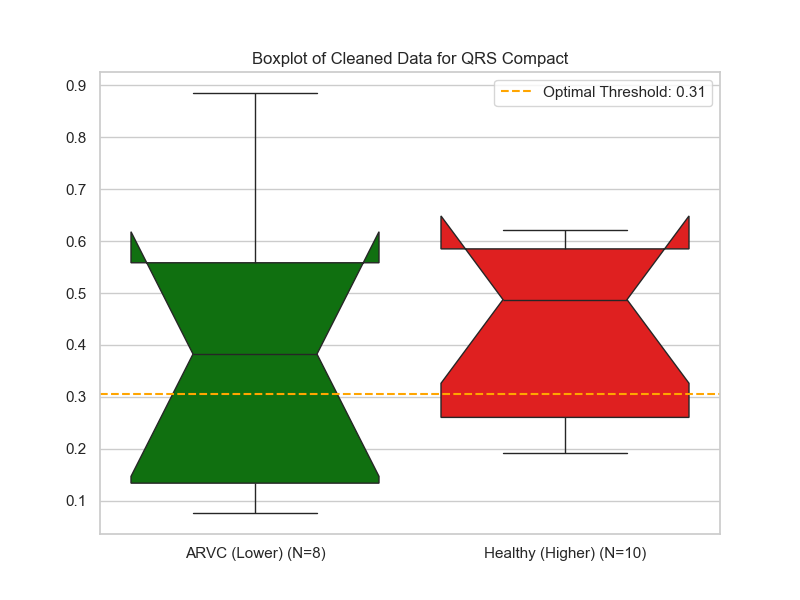 Boxplot of Cleaned Data for QRS Compact
Optimal Threshold: 0.31
0.9
0.8
0.7
0.6
0.5
0.4
0.3
0.2
0.1
ARVC (Lower) (N=8)
Healthy (Higher) (N=10)